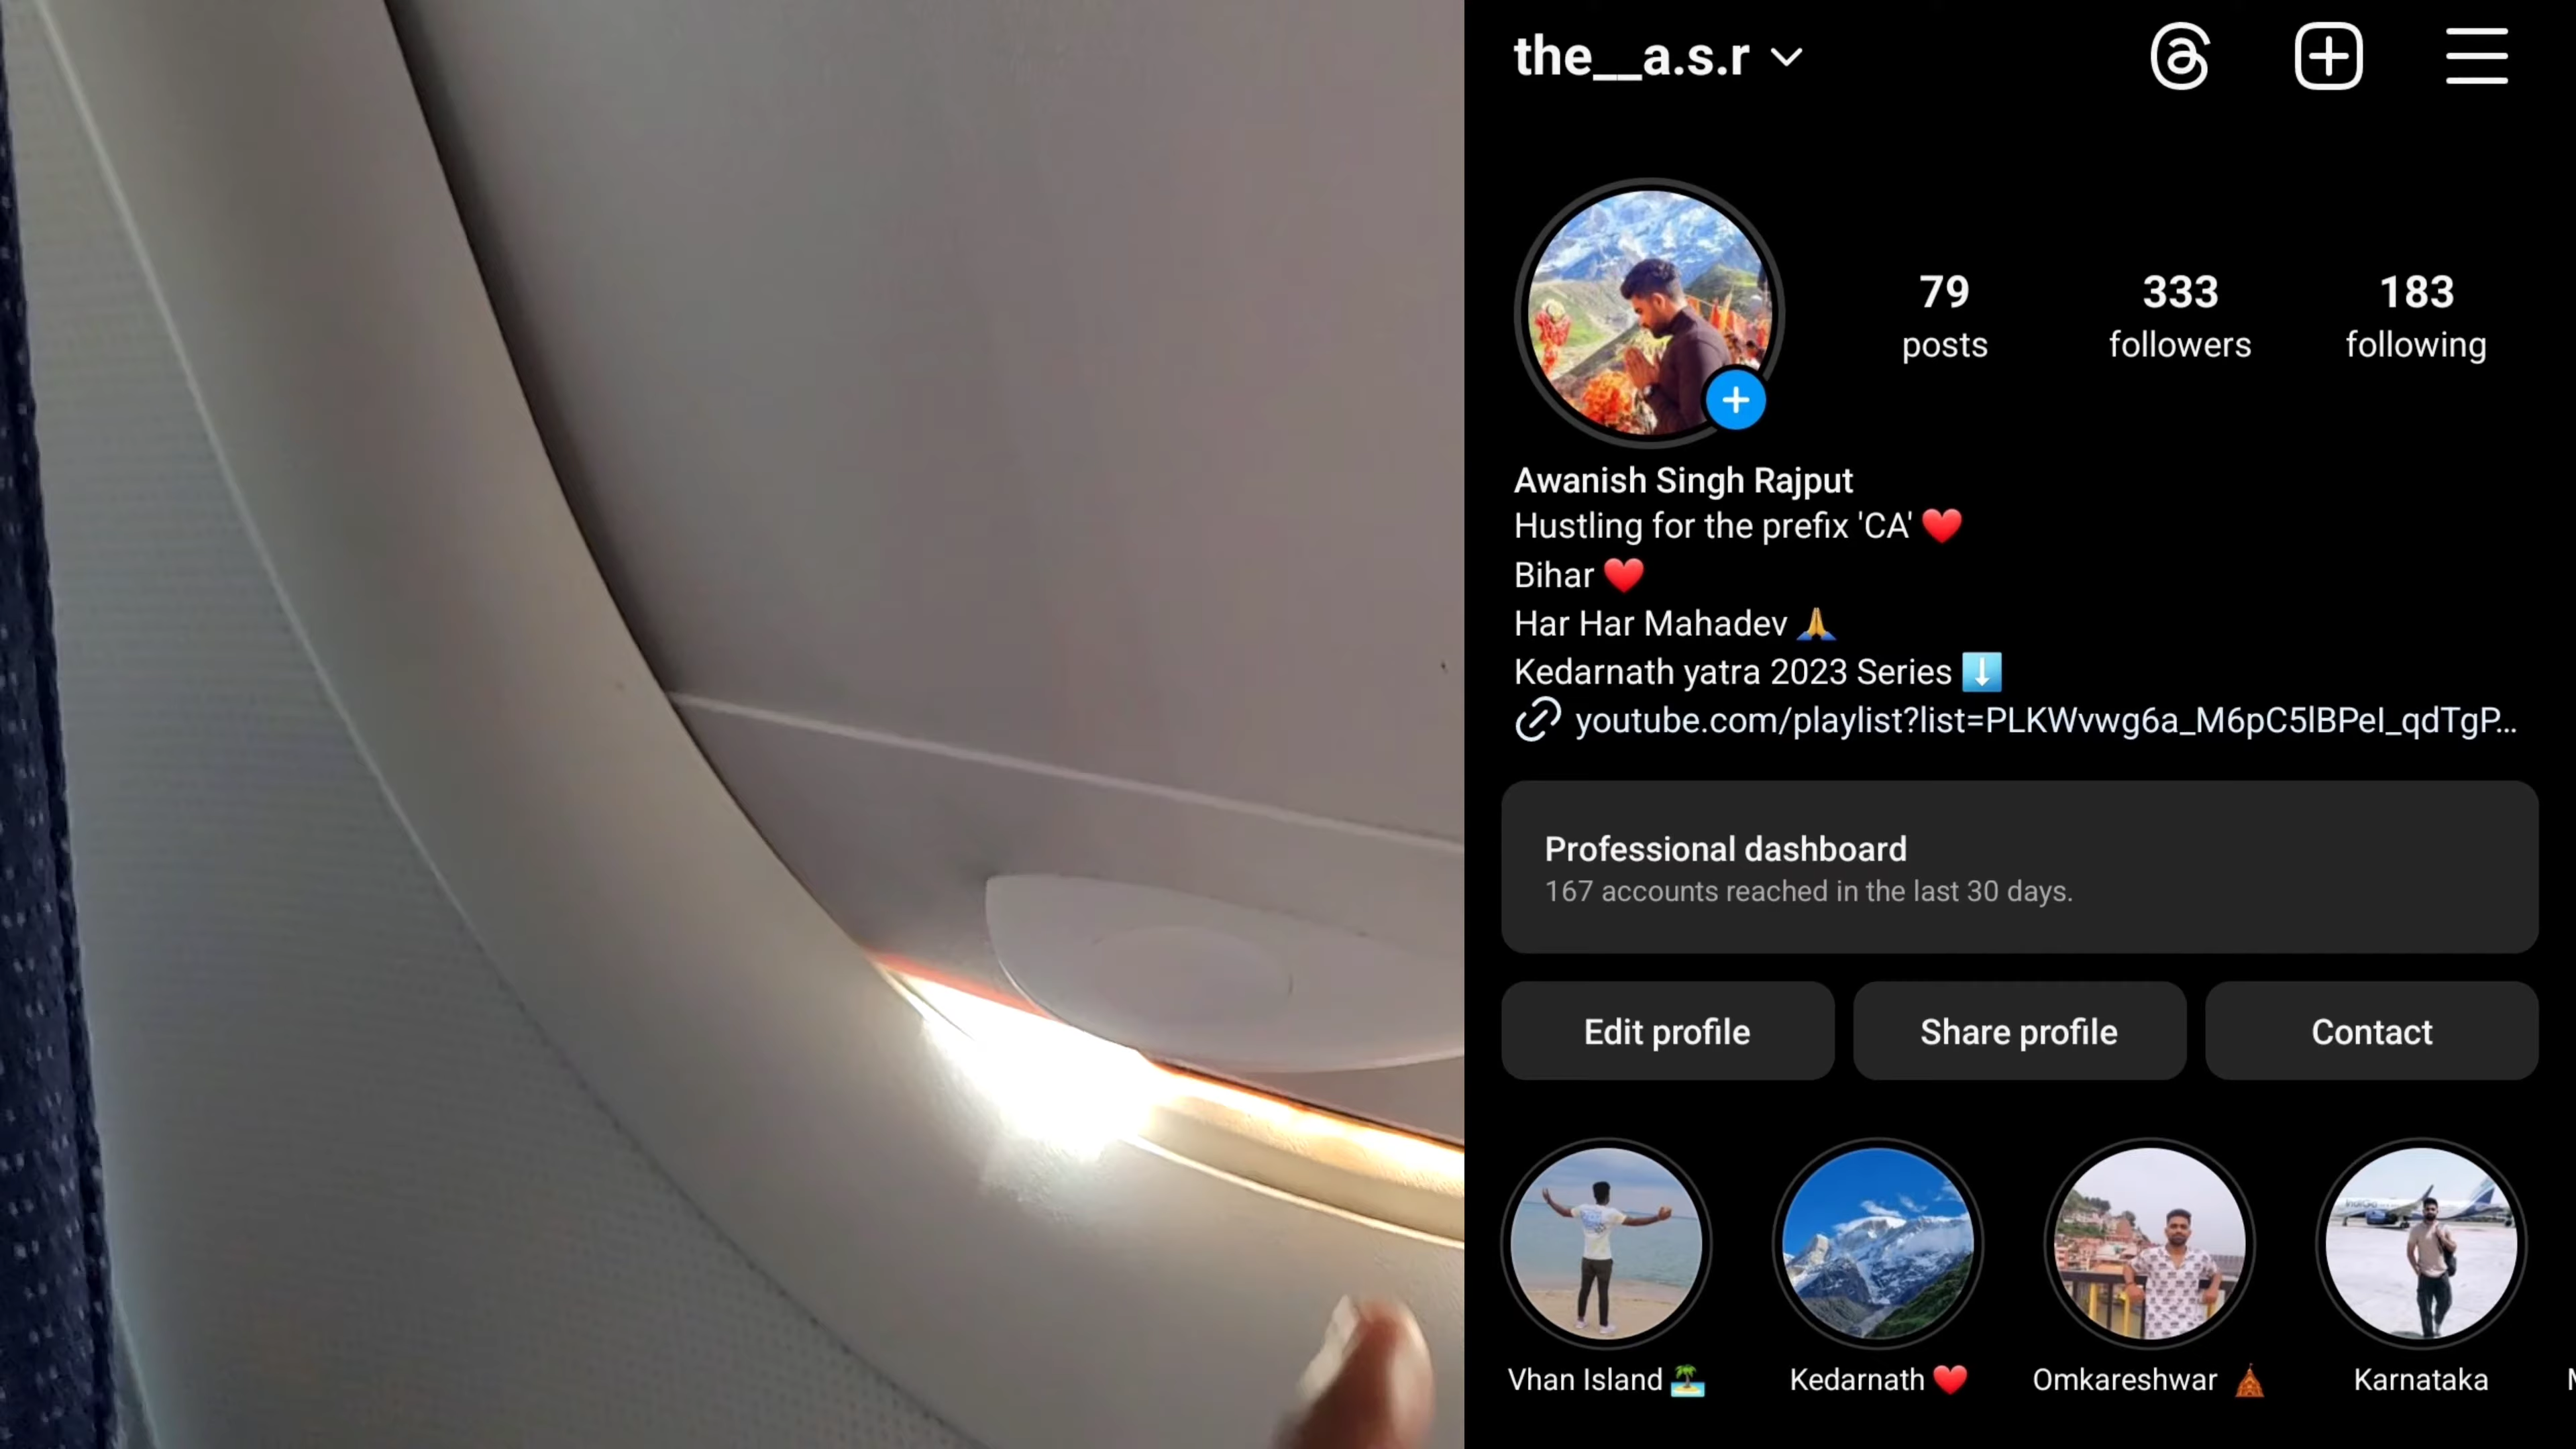 the__a.s.r
79
posts
333
followers
183
following
Awanish Singh Rajput
Hustling for the prefix 'CA' ❤️
Bihar ❤️
Har Har Mahadev 🙏
Kedarnath yatra 2023 Series ⬇️
youtube.com/playlist?list=PLKWvwg6a_M6pC5lBPeI_qdTgP...
Professional dashboard
167 accounts reached in the last 30 days.
Edit profile
Share profile
Contact
IndiGo
Vhan Island 🏝️
Kedarnath ❤️
Omkareshwar 🛕
Karnataka